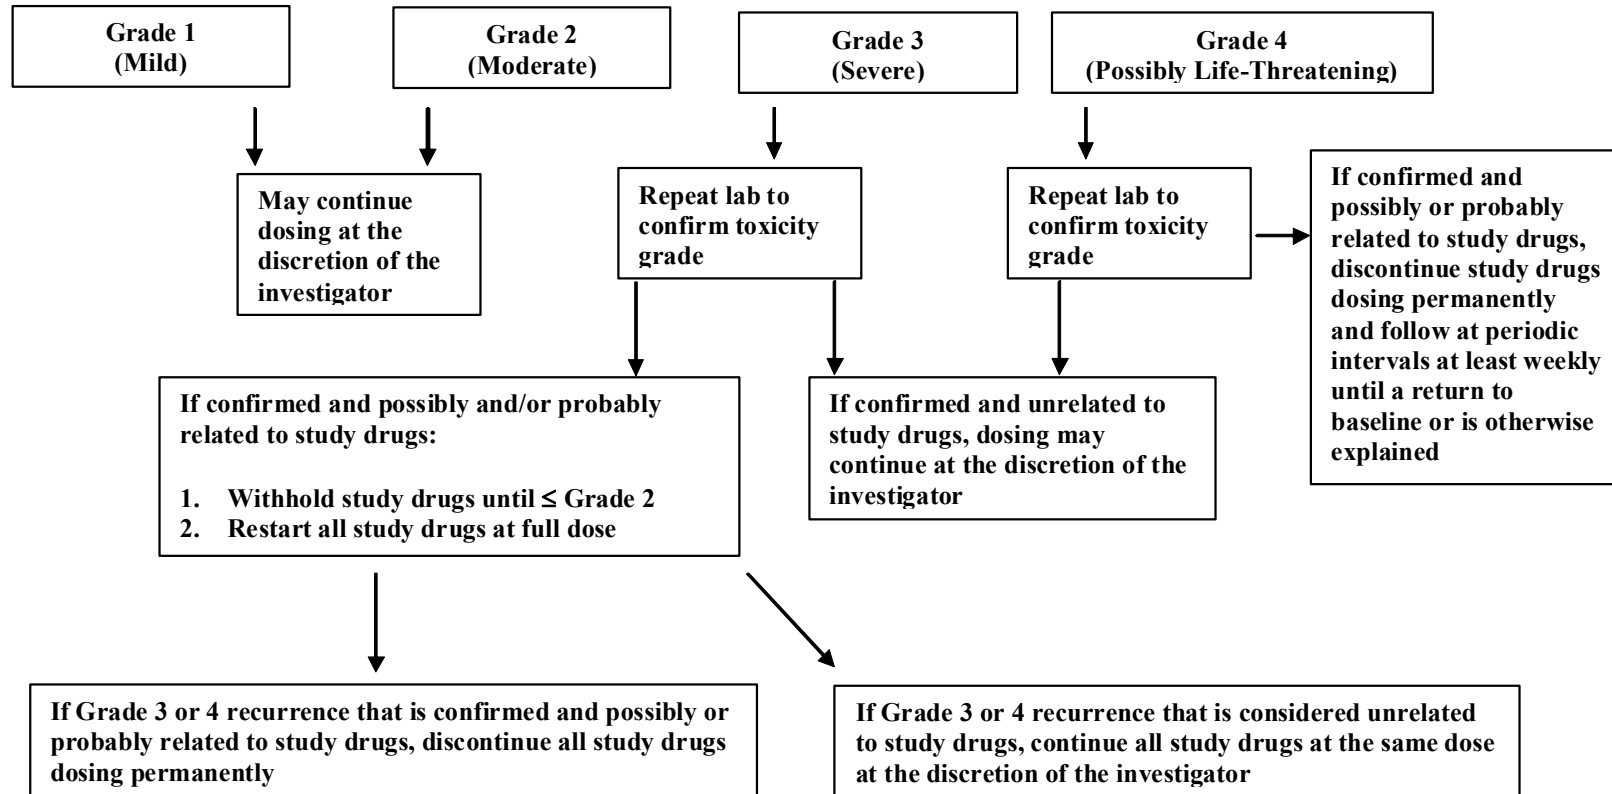 Grade 1
(Mild)
Grade 2
(Moderate)
Grade 3
(Severe)
Grade 4
(Possibly Life-Threatening)
May continue
dosing at the
discretion of the
investigator
Repeat lab to
confirm toxicity
grade
Repeat lab to
confirm toxicity
grade
If confirmed and
possibly or probably
related to study drugs,
discontinue study drugs
dosing permanently
and follow at periodic
intervals at least weekly
until a return to
baseline or is otherwise
explained
If confirmed and possibly and/or probably
related to study drugs:
1. Withhold study drugs until ≤ Grade 2
2. Restart all study drugs at full dose
If confirmed and unrelated to
study drugs, dosing may
continue at the discretion of the
investigator
If Grade 3 or 4 recurrence that is confirmed and possibly or
probably related to study drugs, discontinue all study drugs
dosing permanently
If Grade 3 or 4 recurrence that is considered unrelated
to study drugs, continue all study drugs at the same dose
at the discretion of the investigator